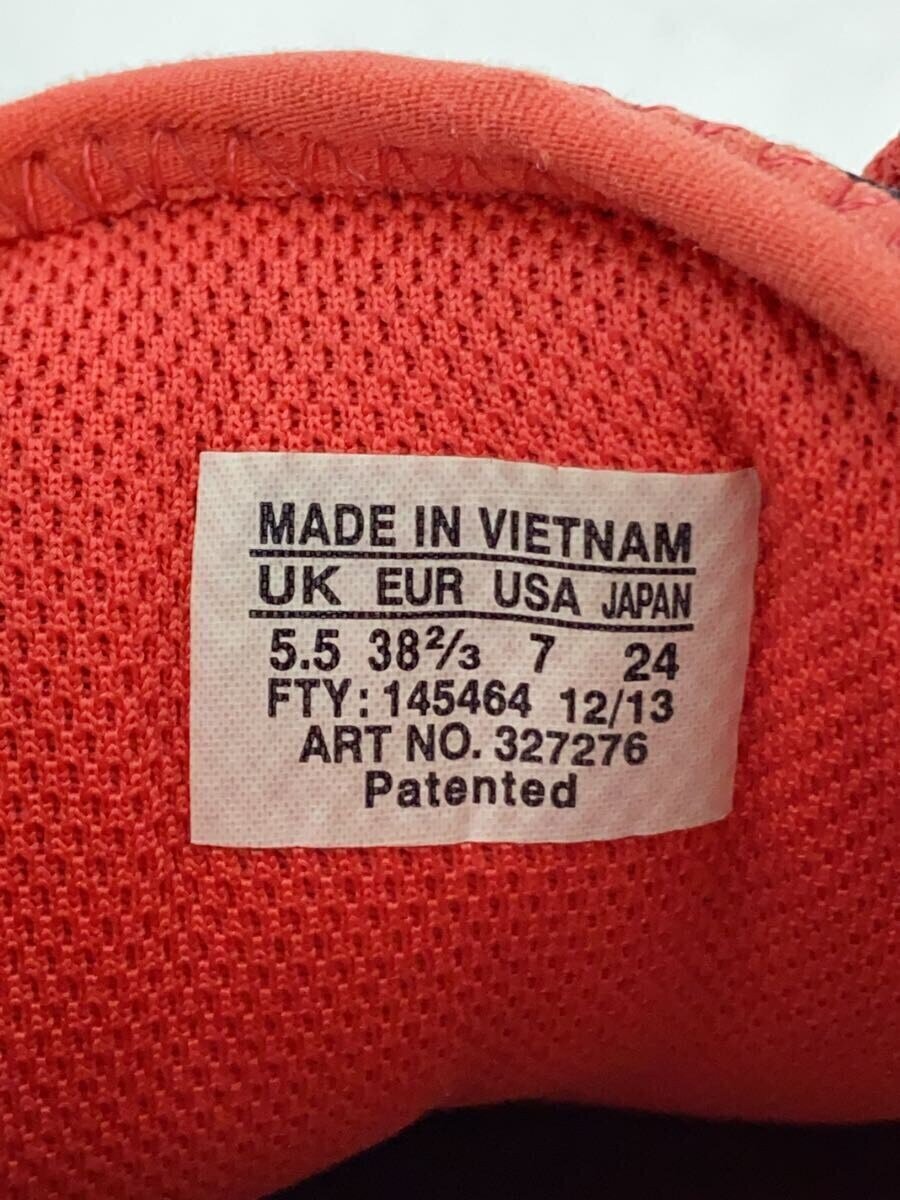 MADE IN VIETNAM
UK EUR USA JAPAN
5.5 38²/₃ 7 24
FTY: 145464 12/13
ART NO. 327276
Patented